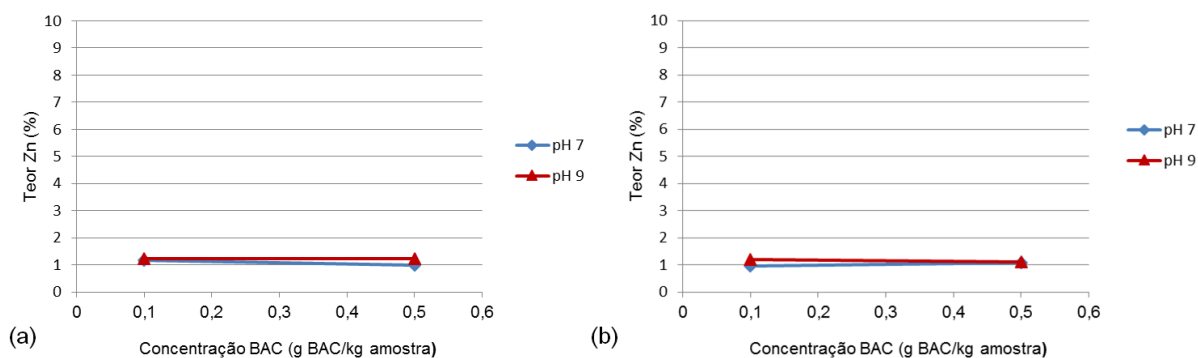 10
9
8
7
6
5
4
3
2
1
0
Teor Zn (%)
0 0,1 0,2 0,3 0,4 0,5 0,6
Concentração BAC (g BAC/kg amostra)
pH 7
pH 9
(a)
10
9
8
7
6
5
4
3
2
1
0
Teor Zn (%)
0 0,1 0,2 0,3 0,4 0,5 0,6
Concentração BAC (g BAC/kg amostra)
pH 7
pH 9
(b)